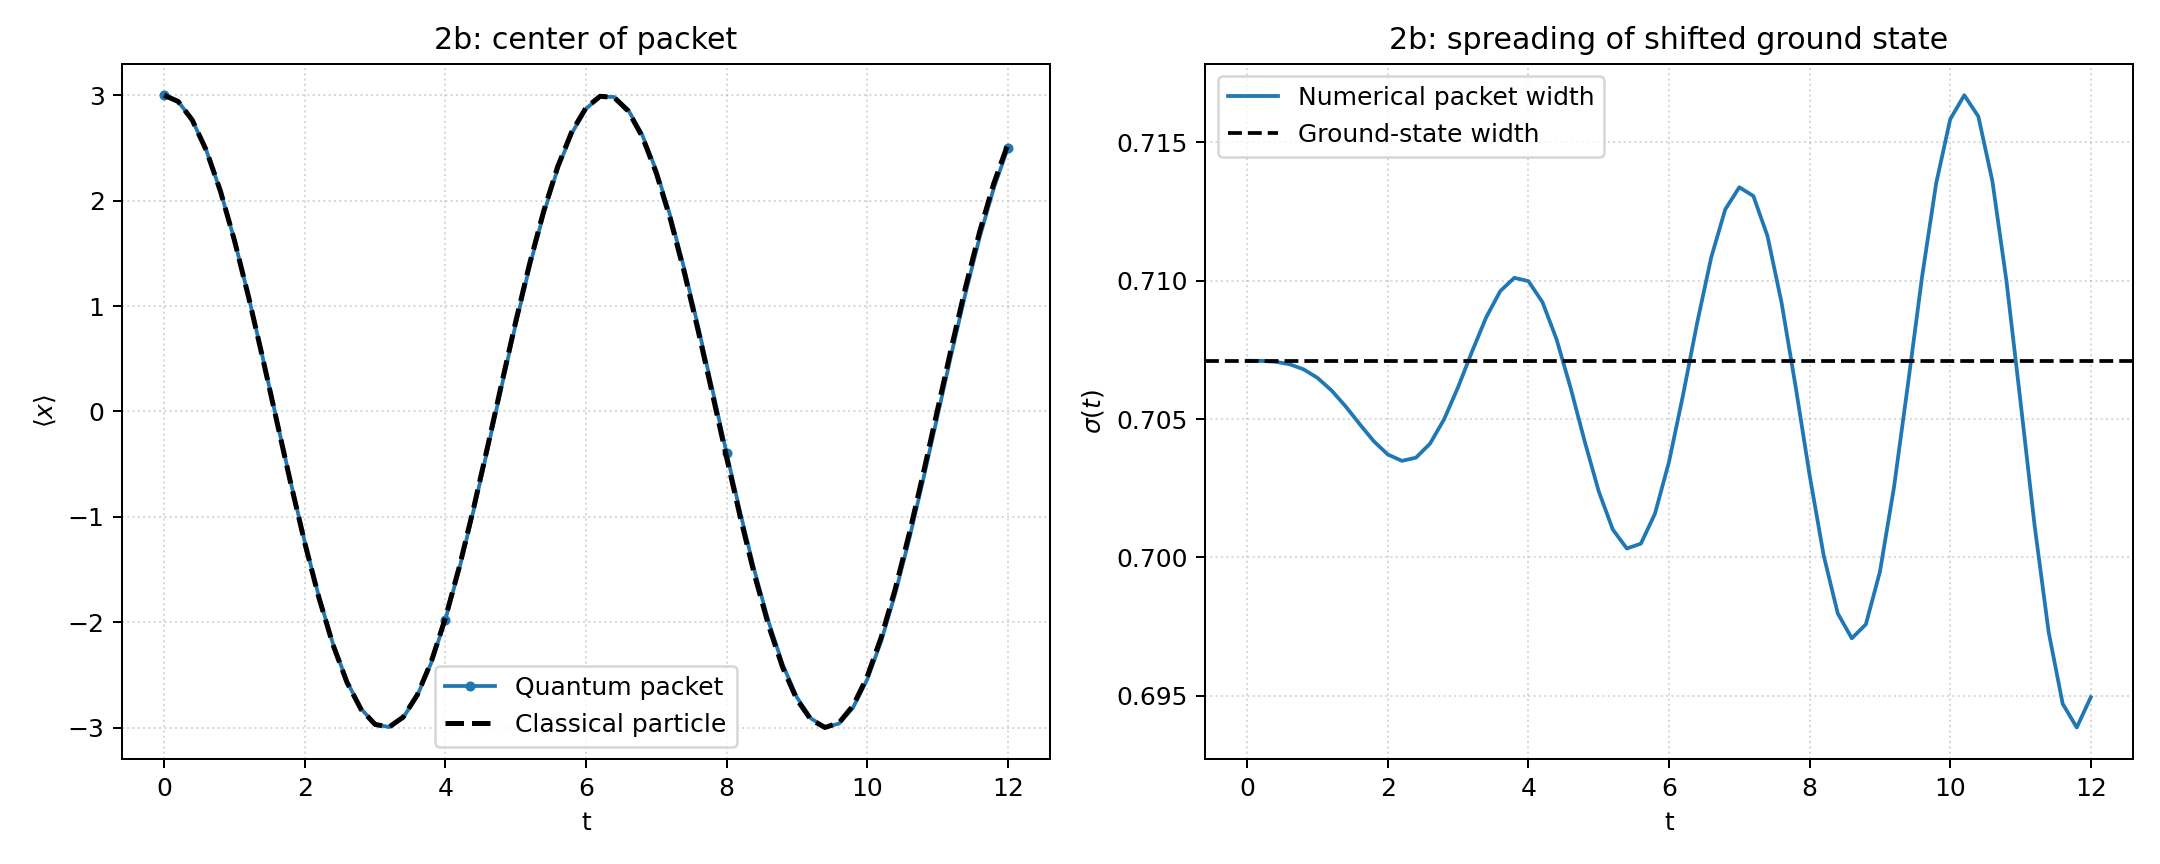 2b: center of packet
⟨x⟩
3
2
1
0
−1
−2
−3
Quantum packet
Classical particle
0 2 4 6 8 10 12
t
2b: spreading of shifted ground state
σ(t)
Numerical packet width
Ground-state width
0.715
0.710
0.705
0.700
0.695
0 2 4 6 8 10 12
t